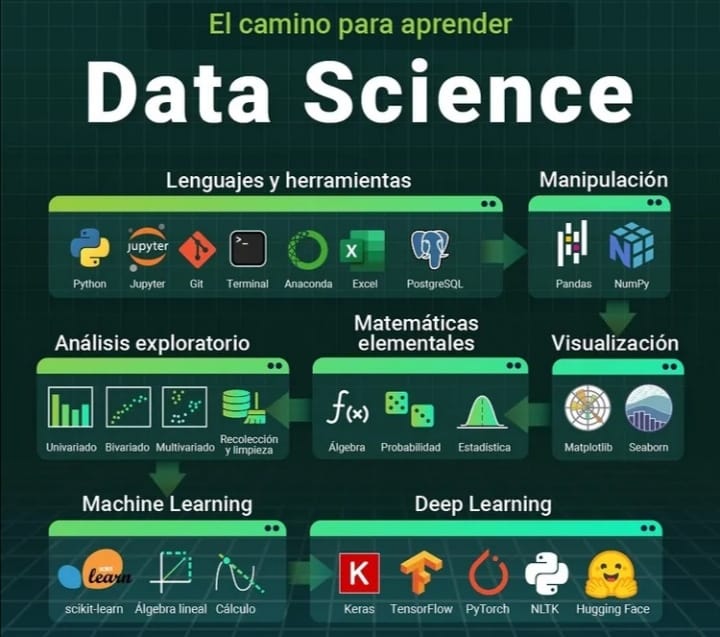 El camino para aprender
Data Science
Lenguajes y herramientas
Python
jupyter
Jupyter
Git
>_
Terminal
Anaconda
X
Excel
PostgreSQL
Manipulación
Pandas
N
NumPy
Visualización
Matplotlib
Seaborn
Matemáticas
elementales
f(x)
Álgebra
Probabilidad
Estadística
Análisis exploratorio
Univariado
Bivariado
Multivariado
Recolección
y limpieza
Machine Learning
scikit
learn
scikit-learn
Álgebra lineal
Cálculo
Deep Learning
K
Keras
TensorFlow
PyTorch
NLTK
Hugging Face